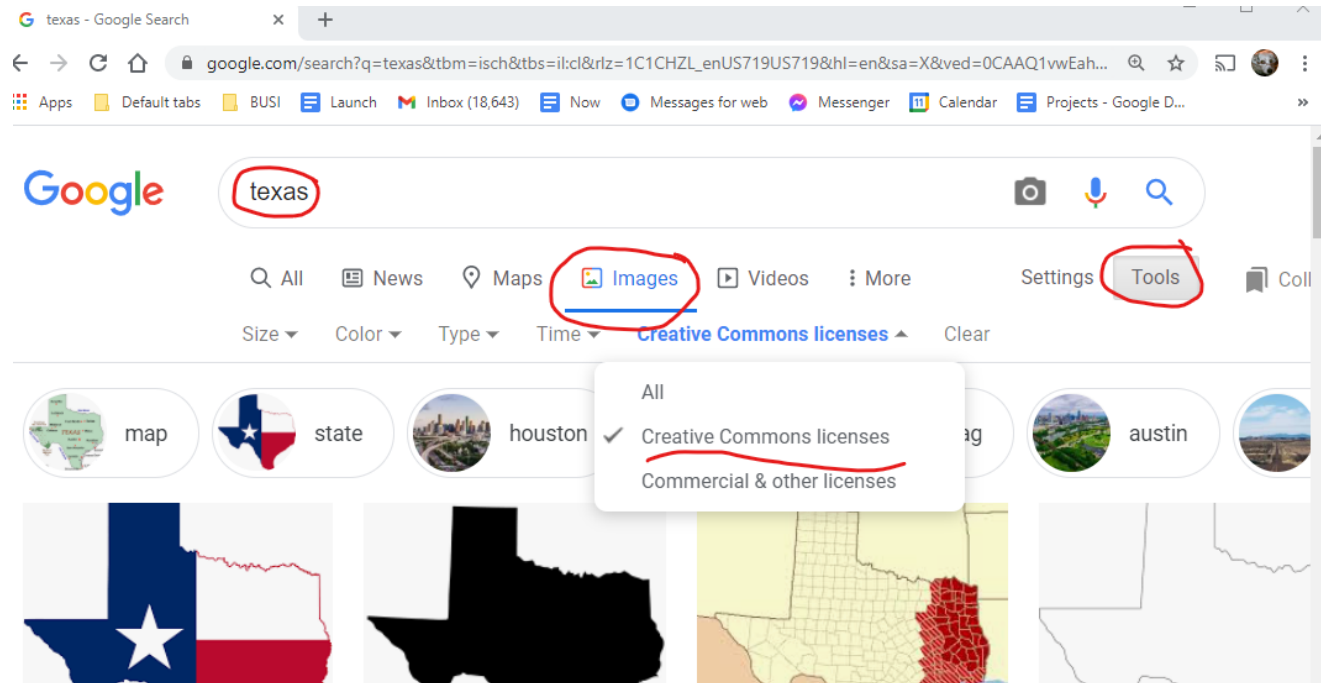 texas - Google Search
google.com/search?q=texas&tbm=isch&tbs=il:cl&rlz=1C1CHZL_enUS719US719&hl=en&sa=X&ved=0CAAQ1vwEah...
Apps Default tabs BUSI Launch Inbox (18,643) Now Messages for web Messenger 11 Calendar Projects - Google D... »
Google texas
All News Maps Images Videos More Settings Tools Coll
Size Color Type Time Creative Commons licenses Clear
All
map state houston Creative Commons licenses ag austin
Commercial & other licenses